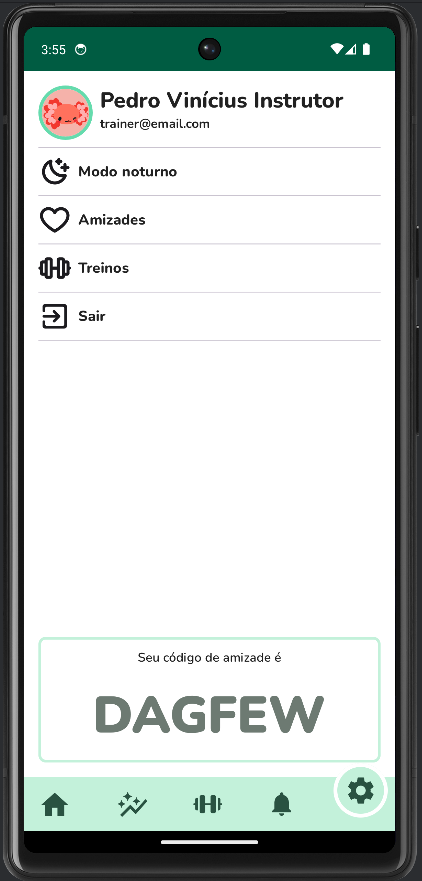 3:55
Pedro Vinícius Instrutor
trainer@email.com
Modo noturno
Amizades
Treinos
Sair
Seu código de amizade é
DAGFEW